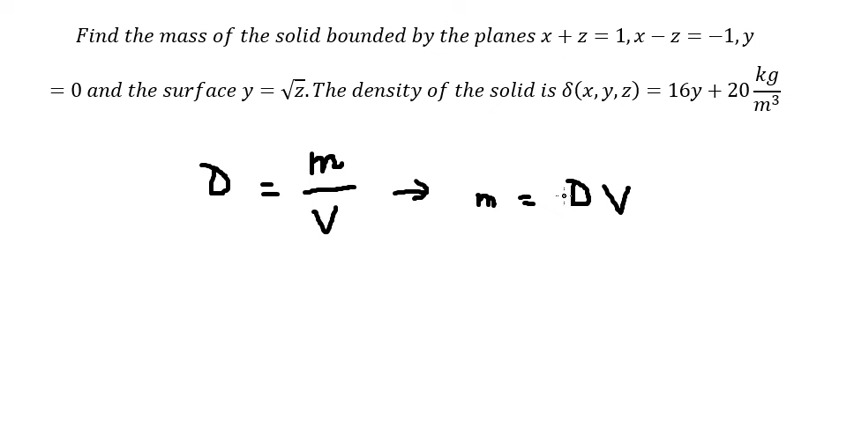 Find the mass of the solid bounded by the planes x + z = 1, x − z = −1, y
= 0 and the surface y = √z. The density of the solid is δ(x, y, z) = 16y + 20 kg/m³
D = m/V → m = DV